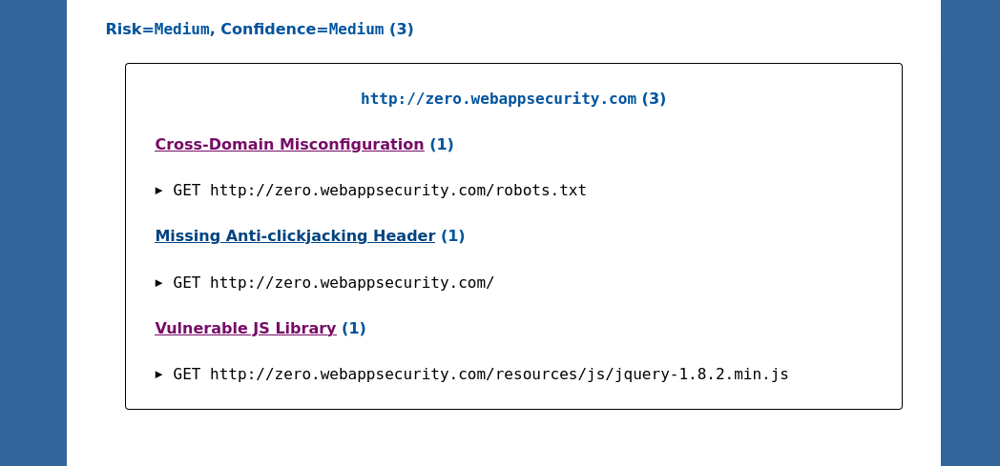 Risk=Medium, Confidence=Medium (3)
http://zero.webappsecurity.com (3)
Cross-Domain Misconfiguration (1)
▶ GET http://zero.webappsecurity.com/robots.txt
Missing Anti-clickjacking Header (1)
▶ GET http://zero.webappsecurity.com/
Vulnerable JS Library (1)
▶ GET http://zero.webappsecurity.com/resources/js/jquery-1.8.2.min.js